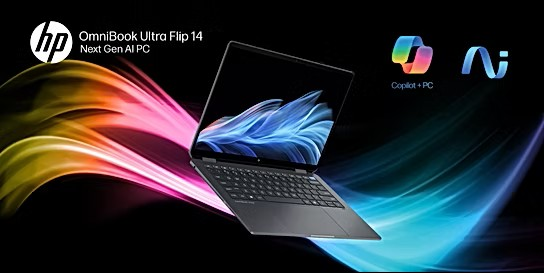 hp
OmniBook Ultra Flip 14
Next Gen AI PC
Copilot+PC